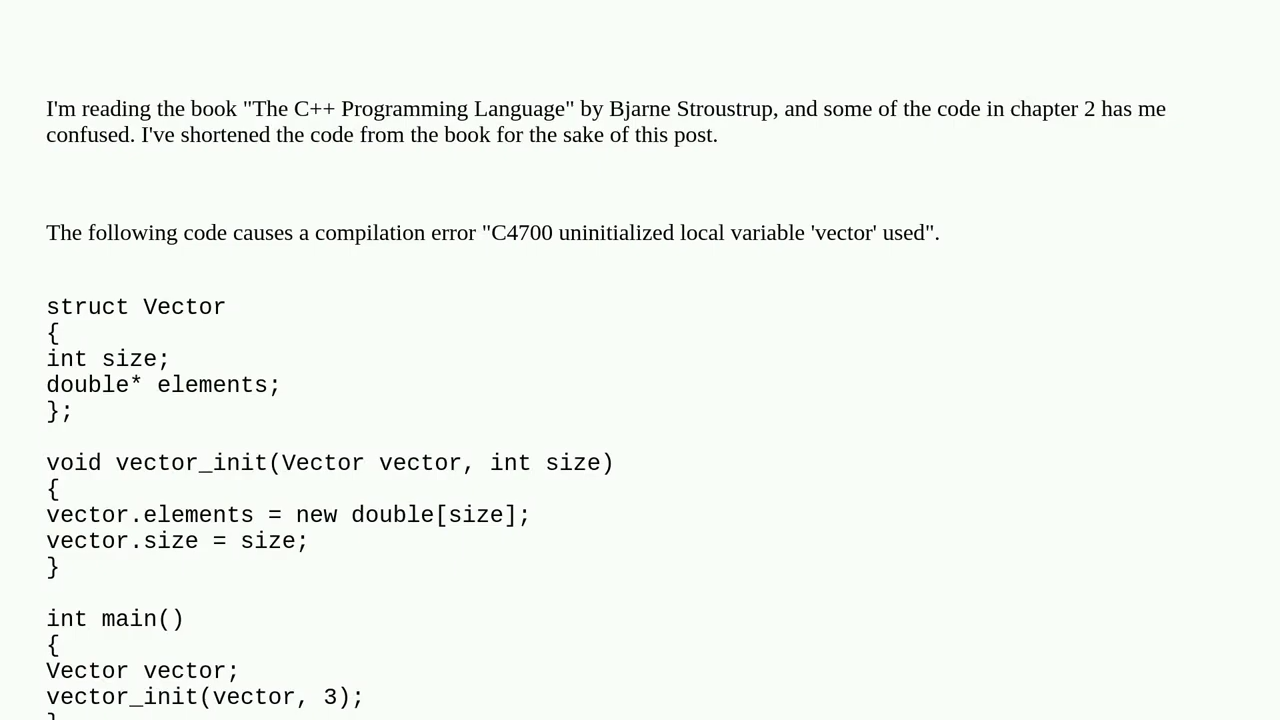 I'm reading the book "The C++ Programming Language" by Bjarne Stroustrup, and some of the code in chapter 2 has me
confused. I've shortened the code from the book for the sake of this post.
The following code causes a compilation error "C4700 uninitialized local variable 'vector' used".
struct Vector
{
int size;
double* elements;
};
void vector_init(Vector vector, int size)
{
vector.elements = new double[size];
vector.size = size;
}
int main()
{
Vector vector;
vector_init(vector, 3);
}